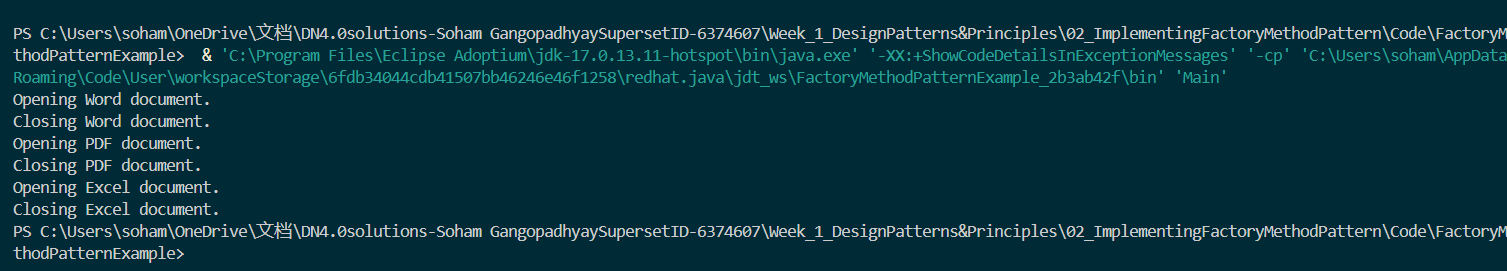 PS C:\Users\soham\OneDrive\文档\DN4.0solutions-Soham GangopadhyaySupersetID-6374607\Week_1_DesignPatterns&Principles\02_ImplementingFactoryMethodPattern\Code\FactoryM
thodPatternExample>  & 'C:\Program Files\Eclipse Adoptium\jdk-17.0.13.11-hotspot\bin\java.exe' '-XX:+ShowCodeDetailsInExceptionMessages' '-cp' 'C:\Users\soham\AppData
Roaming\Code\User\workspaceStorage\6fdb34044cdb41507bb46246e46f1258\redhat.java\jdt_ws\FactoryMethodPatternExample_2b3ab42f\bin' 'Main'
Opening Word document.
Closing Word document.
Opening PDF document.
Closing PDF document.
Opening Excel document.
Closing Excel document.
PS C:\Users\soham\OneDrive\文档\DN4.0solutions-Soham GangopadhyaySupersetID-6374607\Week_1_DesignPatterns&Principles\02_ImplementingFactoryMethodPattern\Code\FactoryM
thodPatternExample>